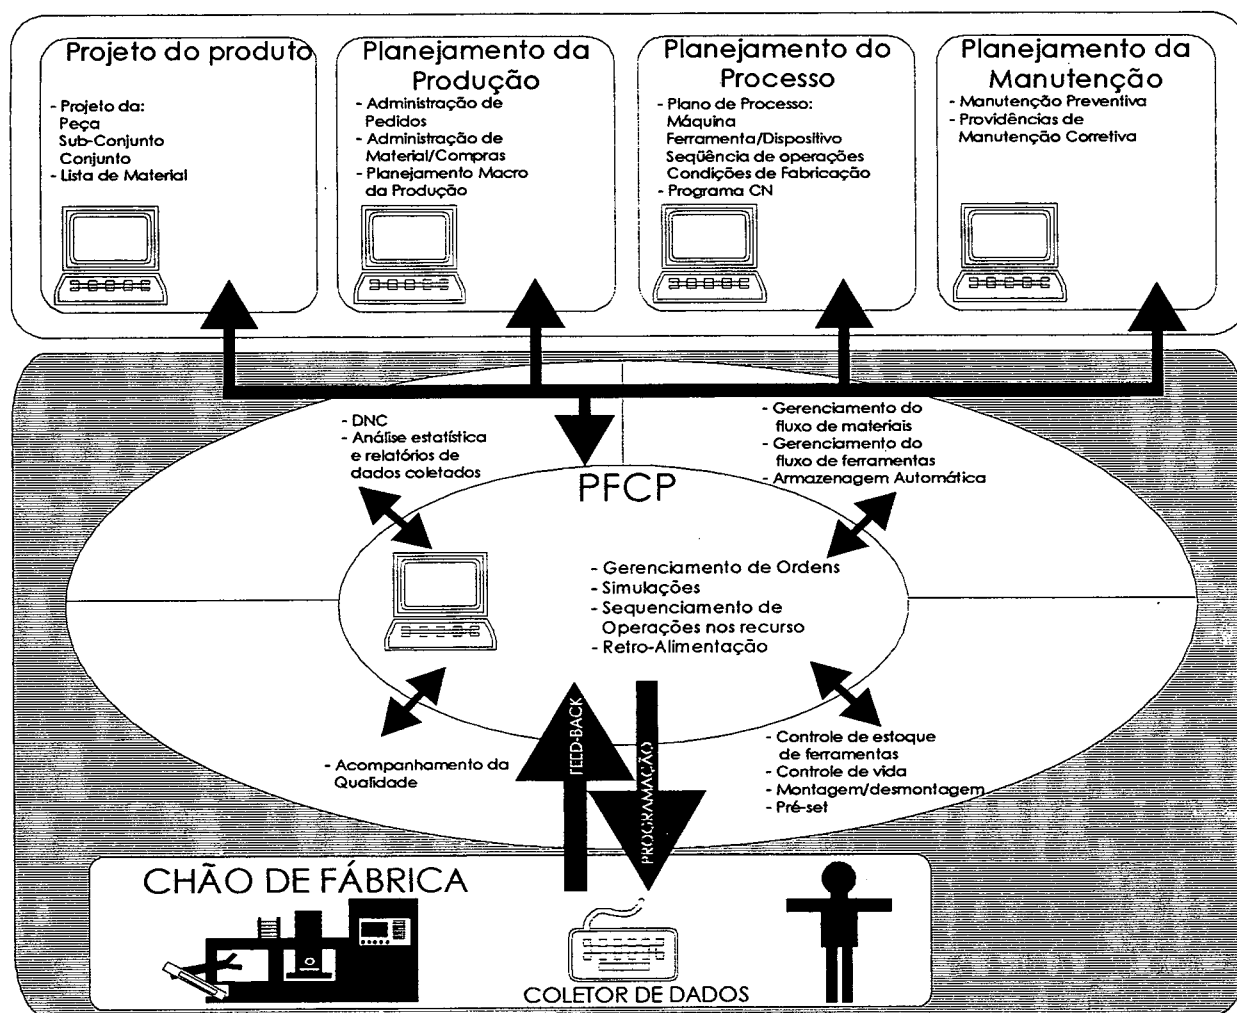 Projeto do produto
- Projeto da:
Peça
Sub-Conjunto
Conjunto
- Lista de Material
Planejamento da
Produção
- Administração de
Pedidos
- Administração de
Material/Compras
- Planejamento Macro
da Produção
Planejamento do
Processo
- Plano de Processo:
Máquina
Ferramenta/Dispositivo
Seqüência de operações
Condições de Fabricação
- Programa CN
Planejamento da
Manutenção
- Manutenção Preventiva
- Providências de
Manutenção Corretiva
- DNC
- Análise estatística
e relatórios de
dados coletados
- Gerenciamento do
fluxo de materiais
- Gerenciamento do
fluxo de ferramentas
- Armazenagem Automática
PFCP
- Gerenciamento de Ordens
- Simulações
- Sequenciamento de
Operações nos recurso
- Retro-Alimentação
- Acompanhamento da
Qualidade
FEED-BACK
PROGRAMAÇÃO
- Controle de estoque
de ferramentas
- Controle de vida
- Montagem/desmontagem
- Pré-set
CHÃO DE FÁBRICA
COLETOR DE DADOS